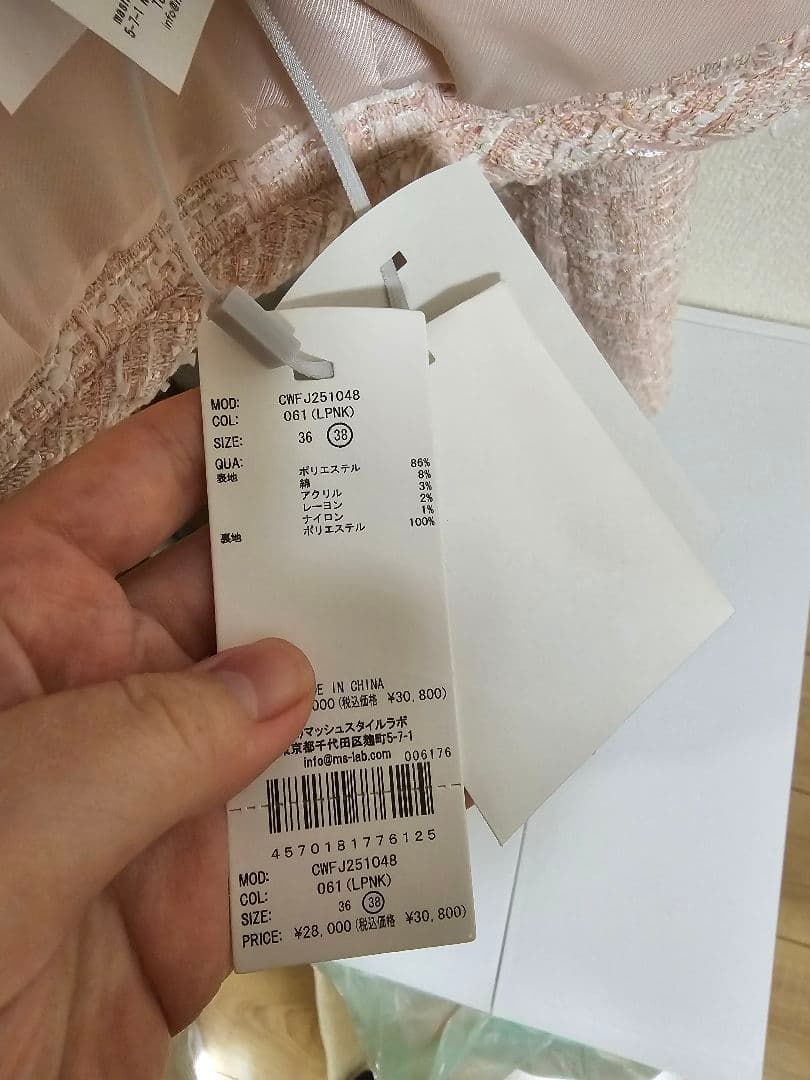 5-7-1
info@
MOD: CWFJ251048
COL: 061(LPNK)
SIZE: 36 38
QUA:
表地 ポリエステル 86%
綿 8%
アクリル 3%
レーヨン 2%
ナイロン 1%
裏地 ポリエステル 100%
E IN CHINA
000(税込価格 ¥30,800)
マッシュスタイルラボ
京都千代田区麹町5-7-1
info@ms-lab.com 006176
4570181776125
MOD: CWFJ251048
COL: 061(LPNK)
SIZE: 36 38
PRICE: ¥28,000(税込価格 ¥30,800)